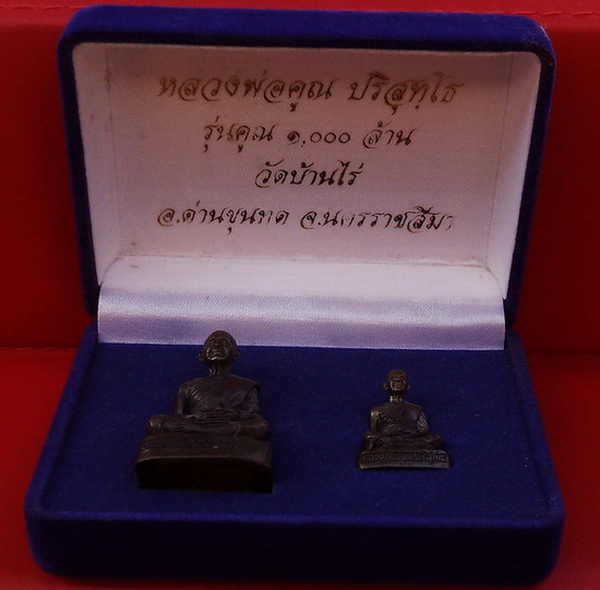 หลวงพ่อคูณ ปริสุทฺโธ
รุ่นคูณ ๑,๐๐๐ ล้าน
วัดบ้านไร่
อ.ด่านขุนทด จ.นครราชสีมา